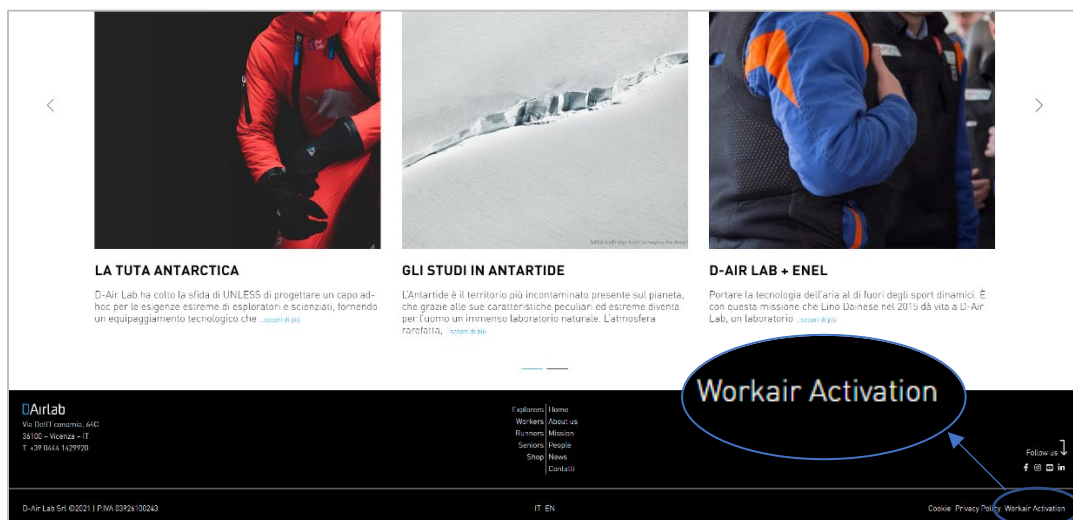 LA TUTA ANTARCTICA
D-Air Lab ha colto la sfida di UNLESS di progettare un capo ad-
hoc per le esigenze estreme di esploratori e scienziati, fornendo
un equipaggiamento tecnologico che ...scopri di più
GLI STUDI IN ANTARTIDE
L'Antartide è il territorio più incontaminato presente sul pianeta,
che grazie alle sue caratteristiche peculiari ed estreme diventa
per l'uomo un immenso laboratorio naturale. L'atmosfera
rarefatta, ...scopri di più
D-AIR LAB + ENEL
Portare la tecnologia dell'aria al di fuori degli sport dinamici. È
con questa missione che Lino Dainese nel 2015 dà vita a D-Air
Lab, un laboratorio ...scopri di più
Workair Activation
DAirlab
Via Dell'Economia, 64C
36100 – Vicenza – IT
T +39 0444 1429920
Explorers Home
Workers About us
Runners Mission
Seniors People
Shop News
Contatti
Follow us
D-Air Lab Srl ©2021 | P.IVA 03926100243
IT EN
Cookie Privacy Policy Workair Activation